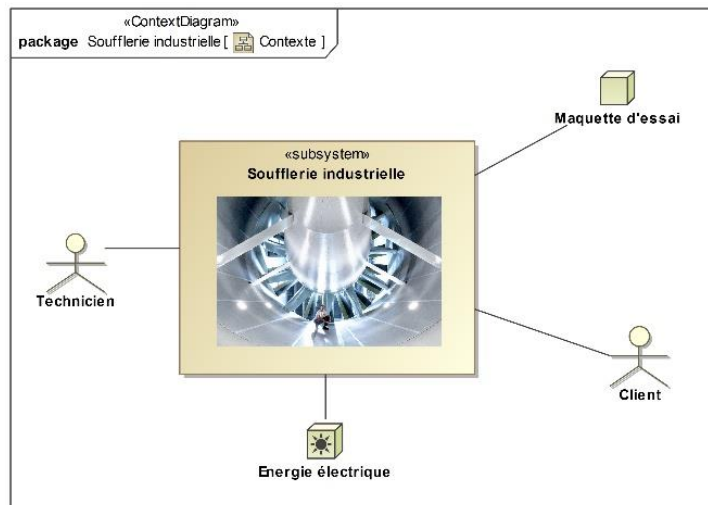 «ContextDiagram»
package Soufflerie industrielle [ Contexte ]
Maquette d'essai
«subsystem»
Soufflerie industrielle
Technicien
Client
Energie électrique